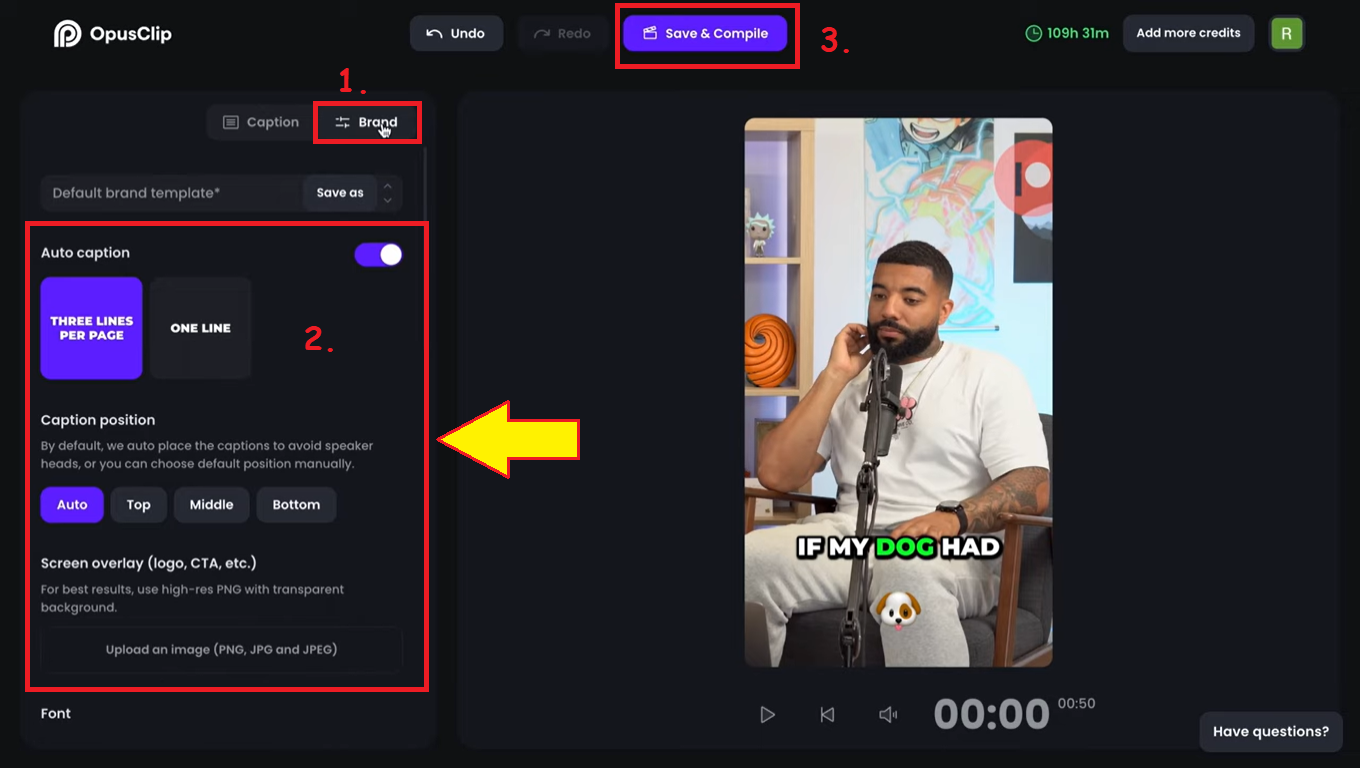 OpusClip
Undo
Redo
Save & Compile
3.
109h 31m
Add more credits
R
1.
Caption
Brand
Default brand template*
Save as
Auto caption
THREE LINES
PER PAGE
ONE LINE
2.
Caption position
By default, we auto place the captions to avoid speaker
heads, or you can choose default position manually.
Auto
Top
Middle
Bottom
Screen overlay (logo, CTA, etc.)
For best results, use high-res PNG with transparent
background.
Upload an image (PNG, JPG and JPEG)
Font
IF MY DOG HAD
00:00
00:50
Have questions?